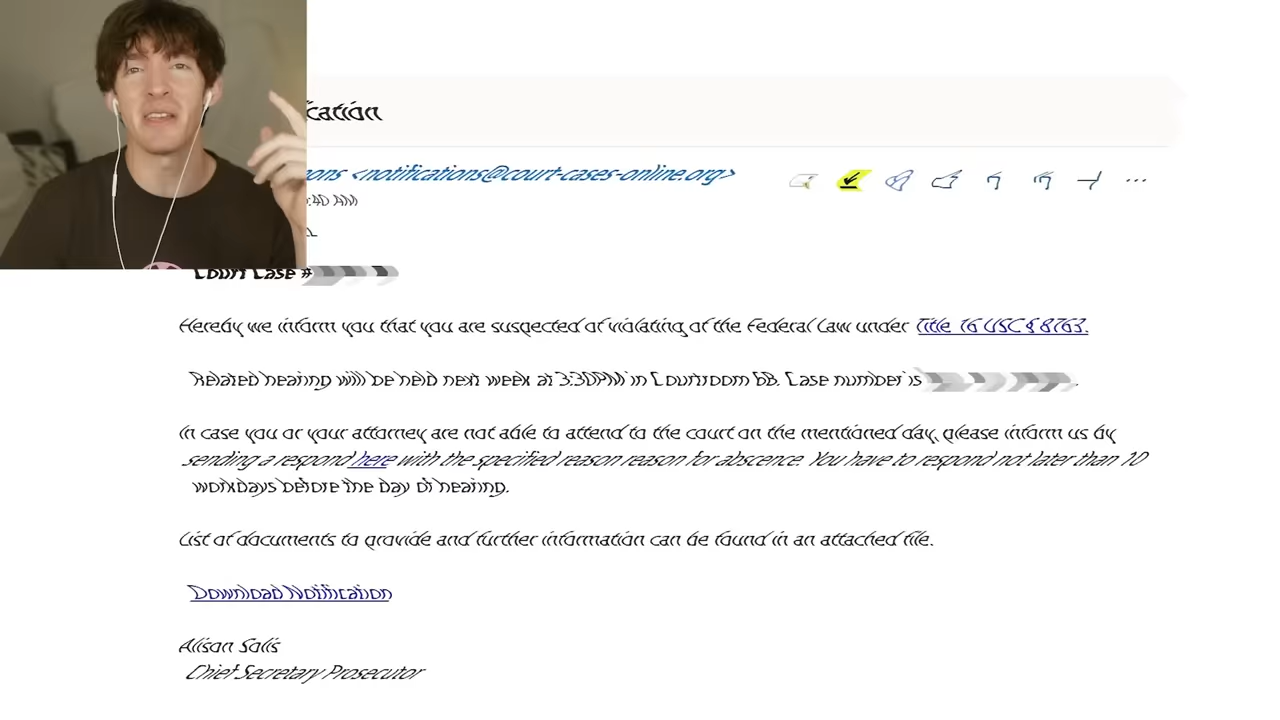 ication
ons <notifications@court-cases-online.org>
:40 AM
Court Case #
Hereby we inform you that you are suspected of violating of the Federal Law under Title 16 USC § 8763.
Related hearing will be held next week at 3:30PM in Courtroom 6B. Case number is .
In case you or your attorney are not able to attend to the court on the mentioned day, please inform us by
sending a respond here with the specified reason reason for abscence. You have to respond not later than 10
workdays before the day of hearing.
List of documents to provide and further information can be found in an attached file.
Download Notification
Alison Salis
Chief Secretary Prosecutor